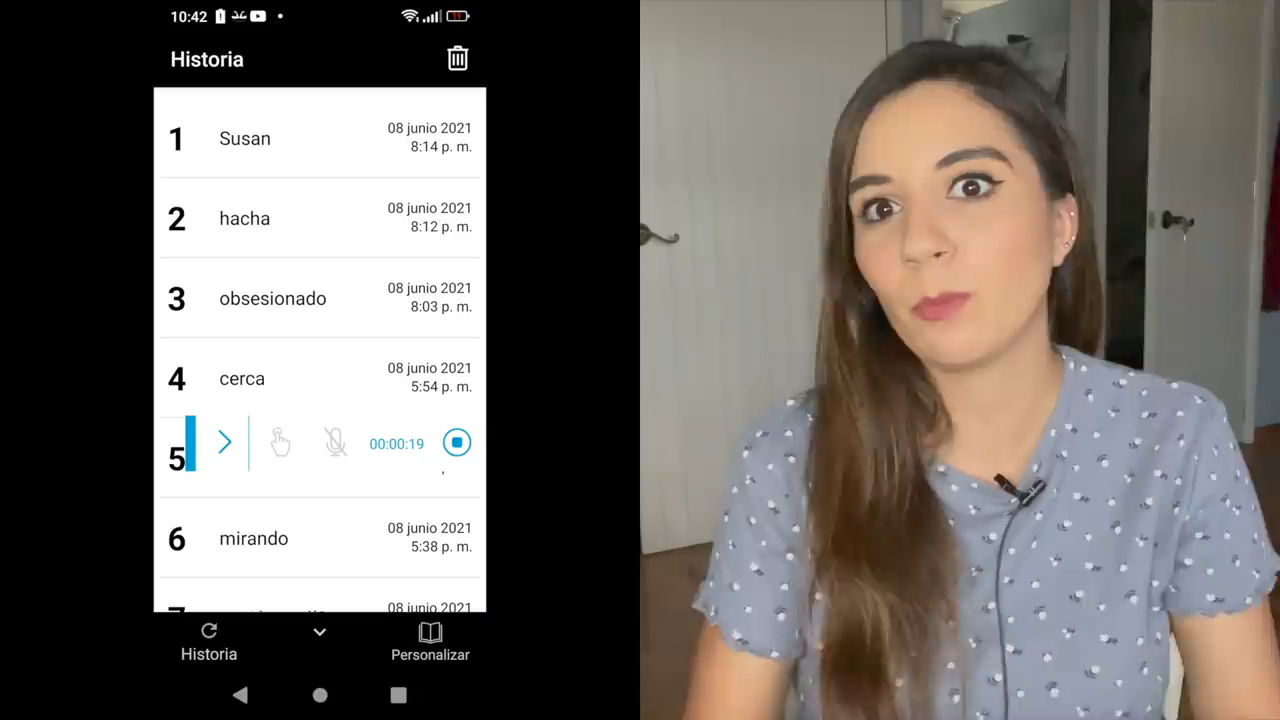 10:42
11
Historia
1 Susan 08 junio 2021
8:14 p. m.
2 hacha 08 junio 2021
8:12 p. m.
3 obsesionado 08 junio 2021
8:03 p. m.
4 cerca 08 junio 2021
5:54 p. m.
5 00:00:19
6 mirando 08 junio 2021
5:38 p. m.
08 junio 2021
Historia
Personalizar